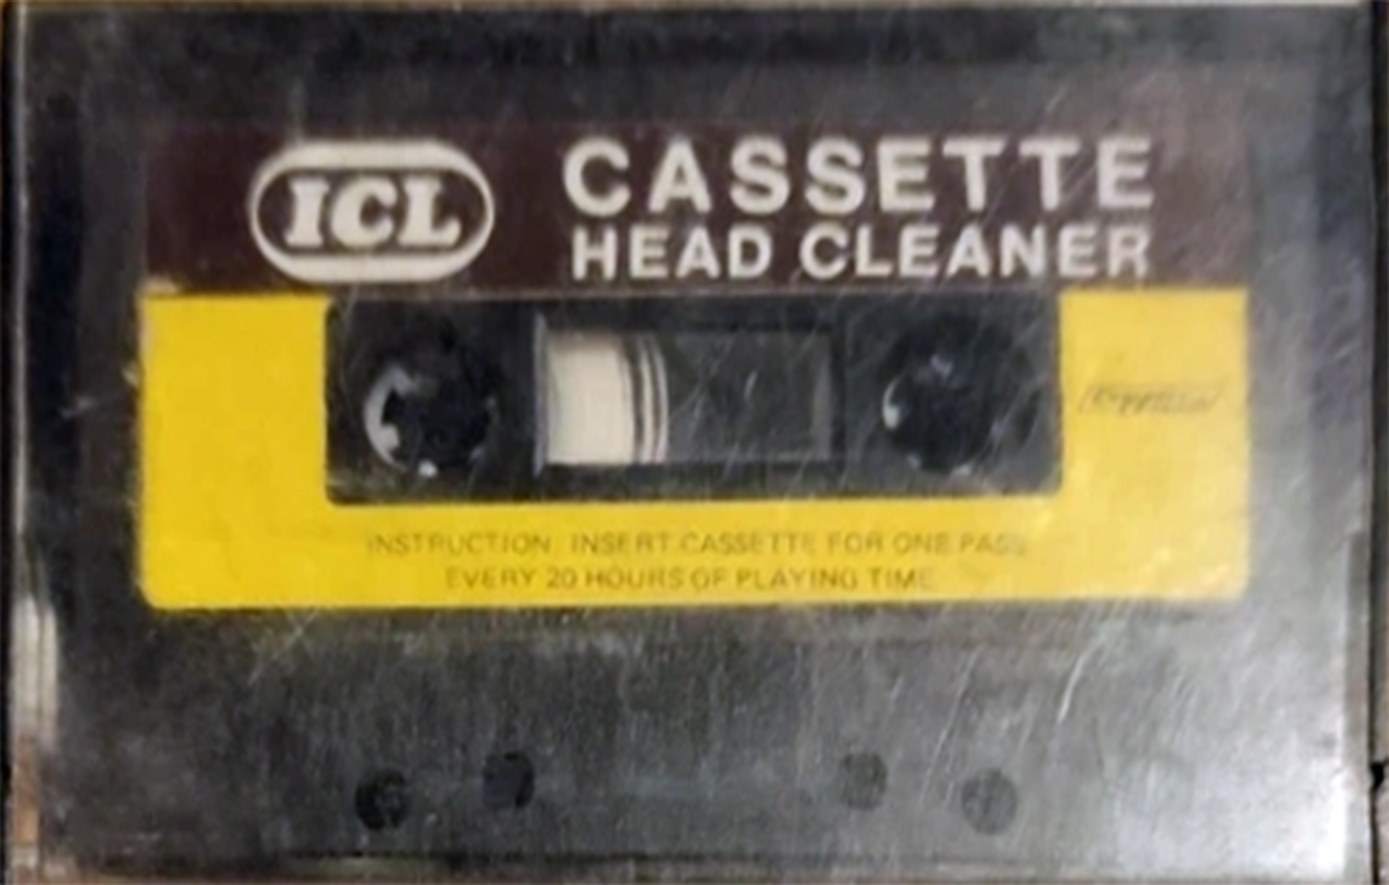 ICL
CASSETTE
HEAD CLEANER
INSTRUCTION: INSERT CASSETTE FOR ONE PASS
EVERY 20 HOURS OF PLAYING TIME